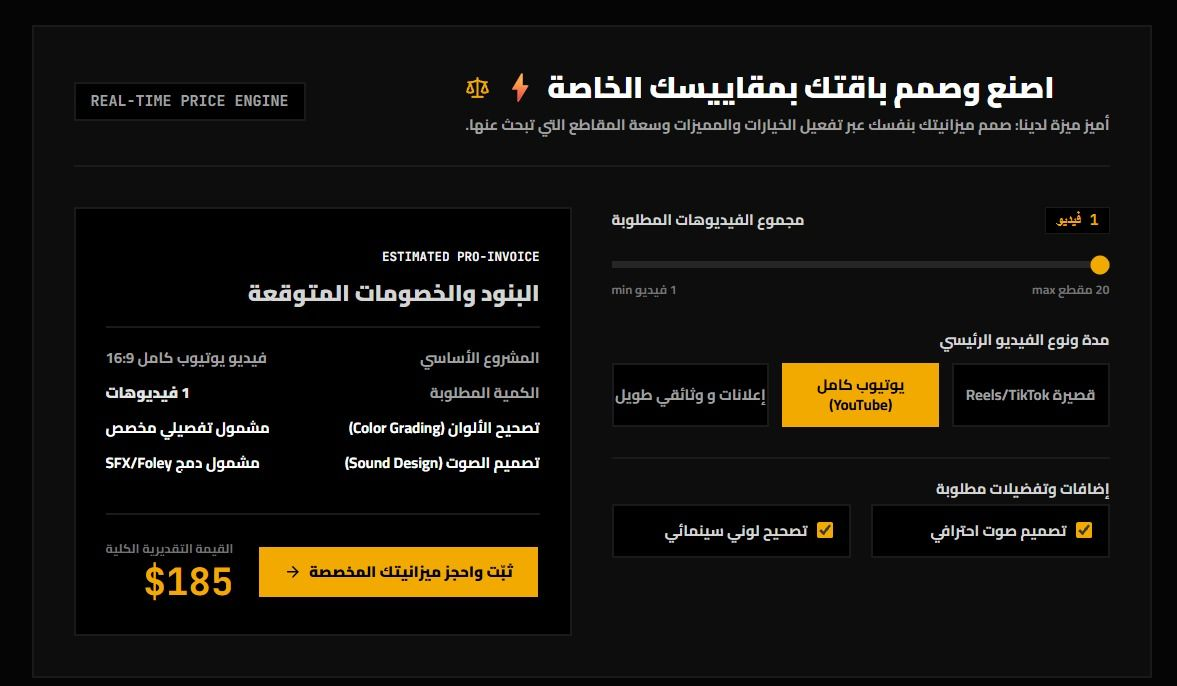 اصنع وصمم باقتك بمقاييسك الخاصة
أميز ميزة لدينا: صمم ميزانيتك بنفسك عبر تفعيل الخيارات والمميزات وسعة المقاطع التي تبحث عنها.
REAL-TIME PRICE ENGINE
1 فيديو
مجموع الفيديوهات المطلوبة
20 مقطع max
1 فيديو min
مدة ونوع الفيديو الرئيسي
قصيرة Reels/TikTok
يوتيوب كامل
(YouTube)
إعلانات و وثائقي طويل
إضافات وتفضيلات مطلوبة
تصميم صوت احترافي
تصحيح لوني سينمائي
ESTIMATED PRO-INVOICE
البنود والخصومات المتوقعة
المشروع الأساسي فيديو يوتيوب كامل 16:9
الكمية المطلوبة 1 فيديوهات
تصحيح الألوان (Color Grading) مشمول تفصيلي مخصص
تصميم الصوت (Sound Design) مشمول دمج SFX/Foley
ثبّت واحجز ميزانيتك المخصصة →
القيمة التقديرية الكلية
$185